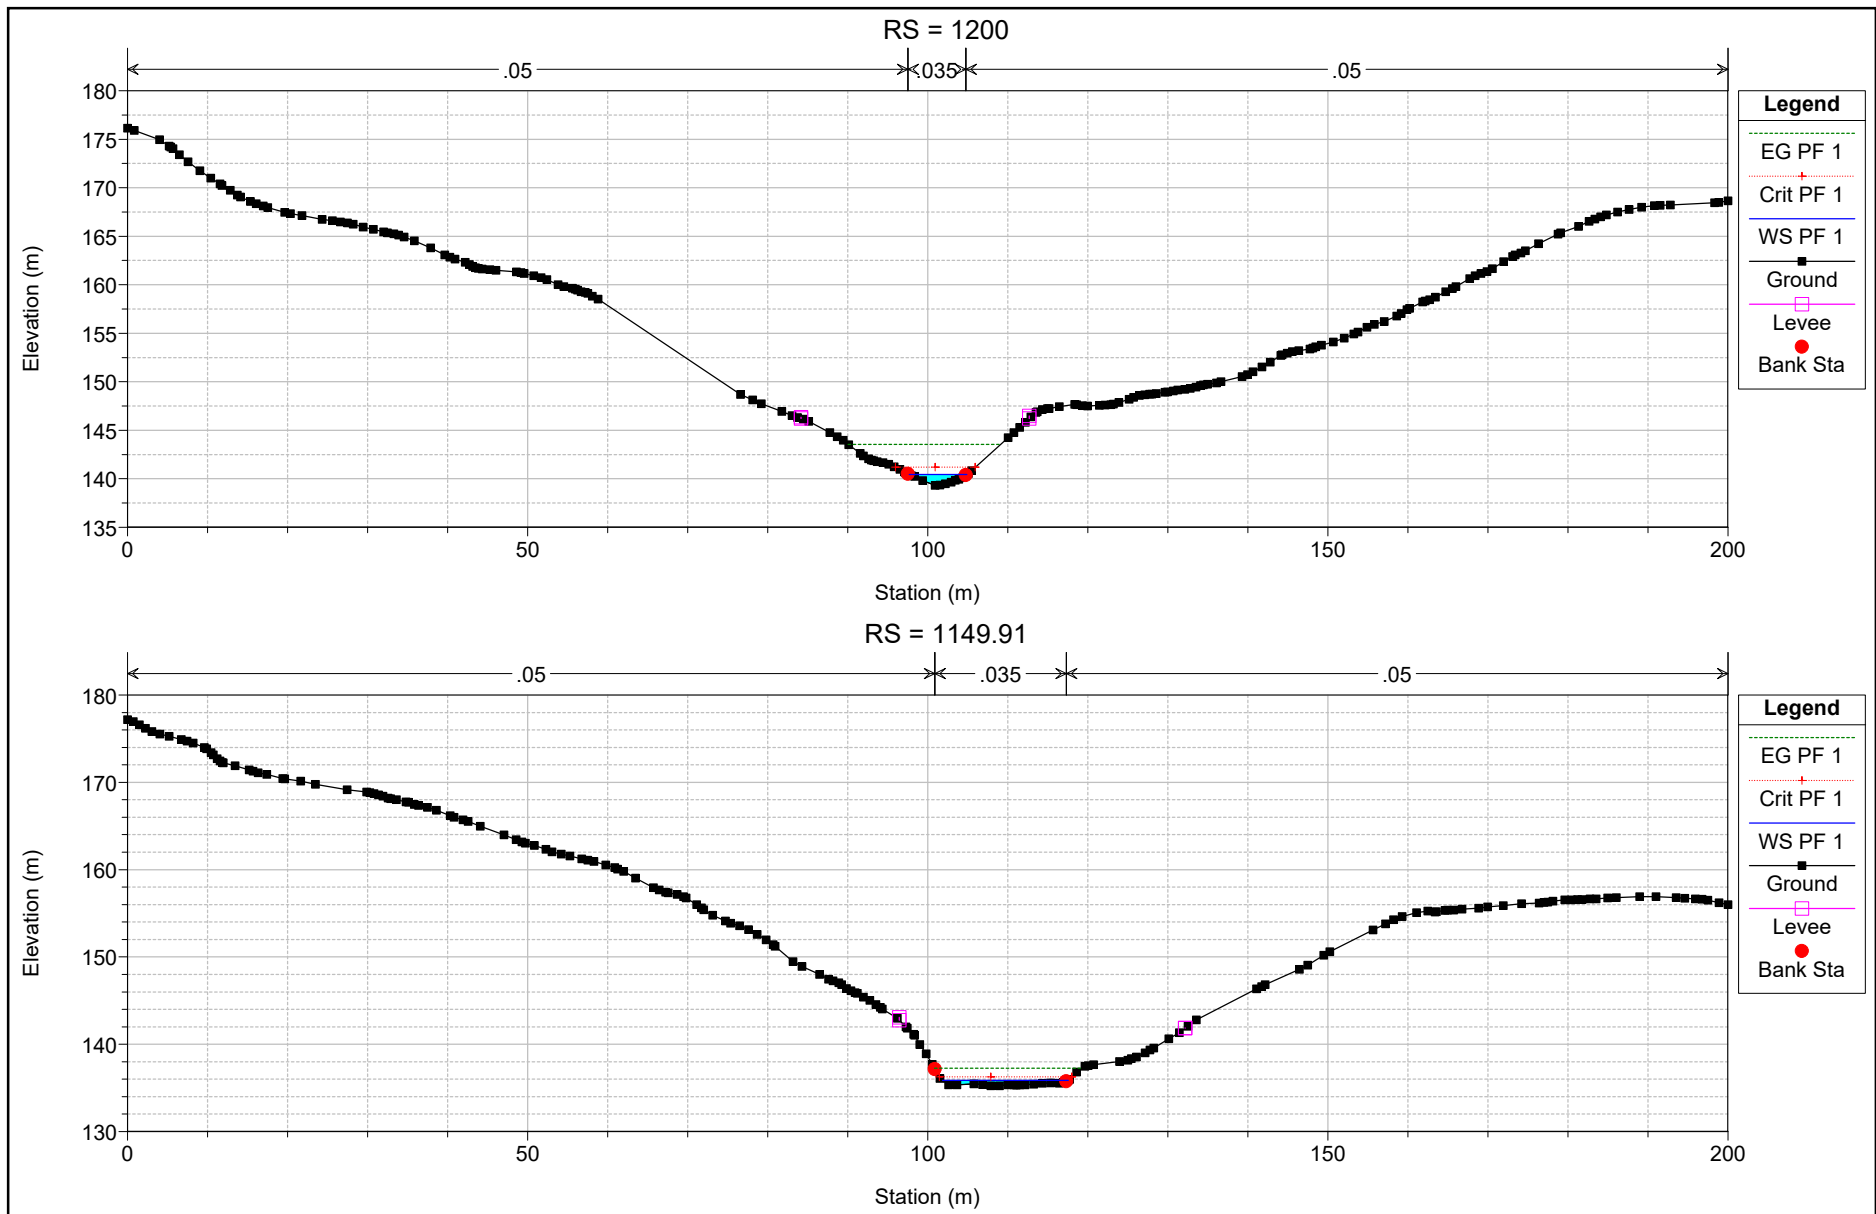 RS = 1200
.05 .035 .05
180
175
170
165
160
155
150
145
140
135
Elevation (m)
0 50 100 150 200
Station (m)
Legend
EG PF 1
Crit PF 1
WS PF 1
Ground
Levee
Bank Sta
RS = 1149.91
.05 .035 .05
180
170
160
150
140
130
Elevation (m)
0 50 100 150 200
Station (m)
Legend
EG PF 1
Crit PF 1
WS PF 1
Ground
Levee
Bank Sta